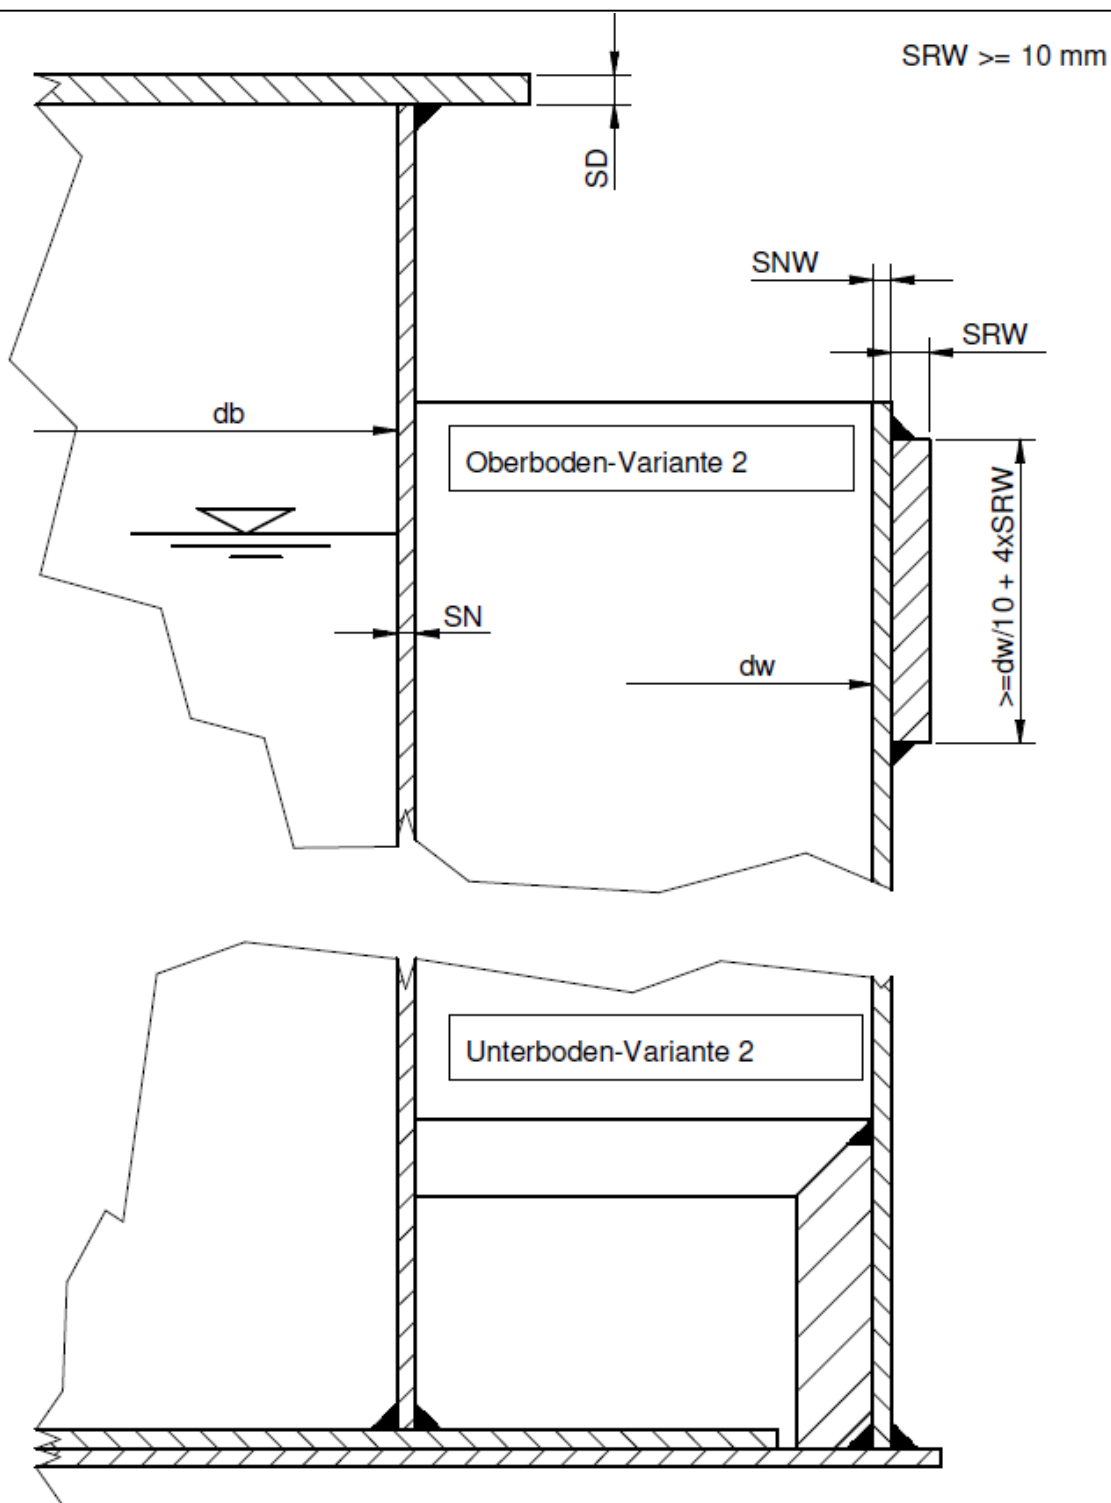 SRW >= 10 mm
SD
SNW
SRW
db
Oberboden-Variante 2
>=dw/10 + 4xSRW
SN
dw
Unterboden-Variante 2